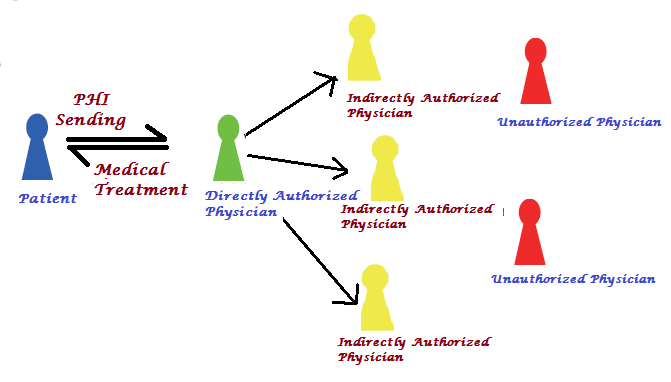 PHI
Sending
Medical
Treatment
Patient
Directly Authorized
Physician
Indirectly Authorized
Physician
Indirectly Authorized
Physician
Indirectly Authorized
Physician
Unauthorized Physician
Unauthorized Physician